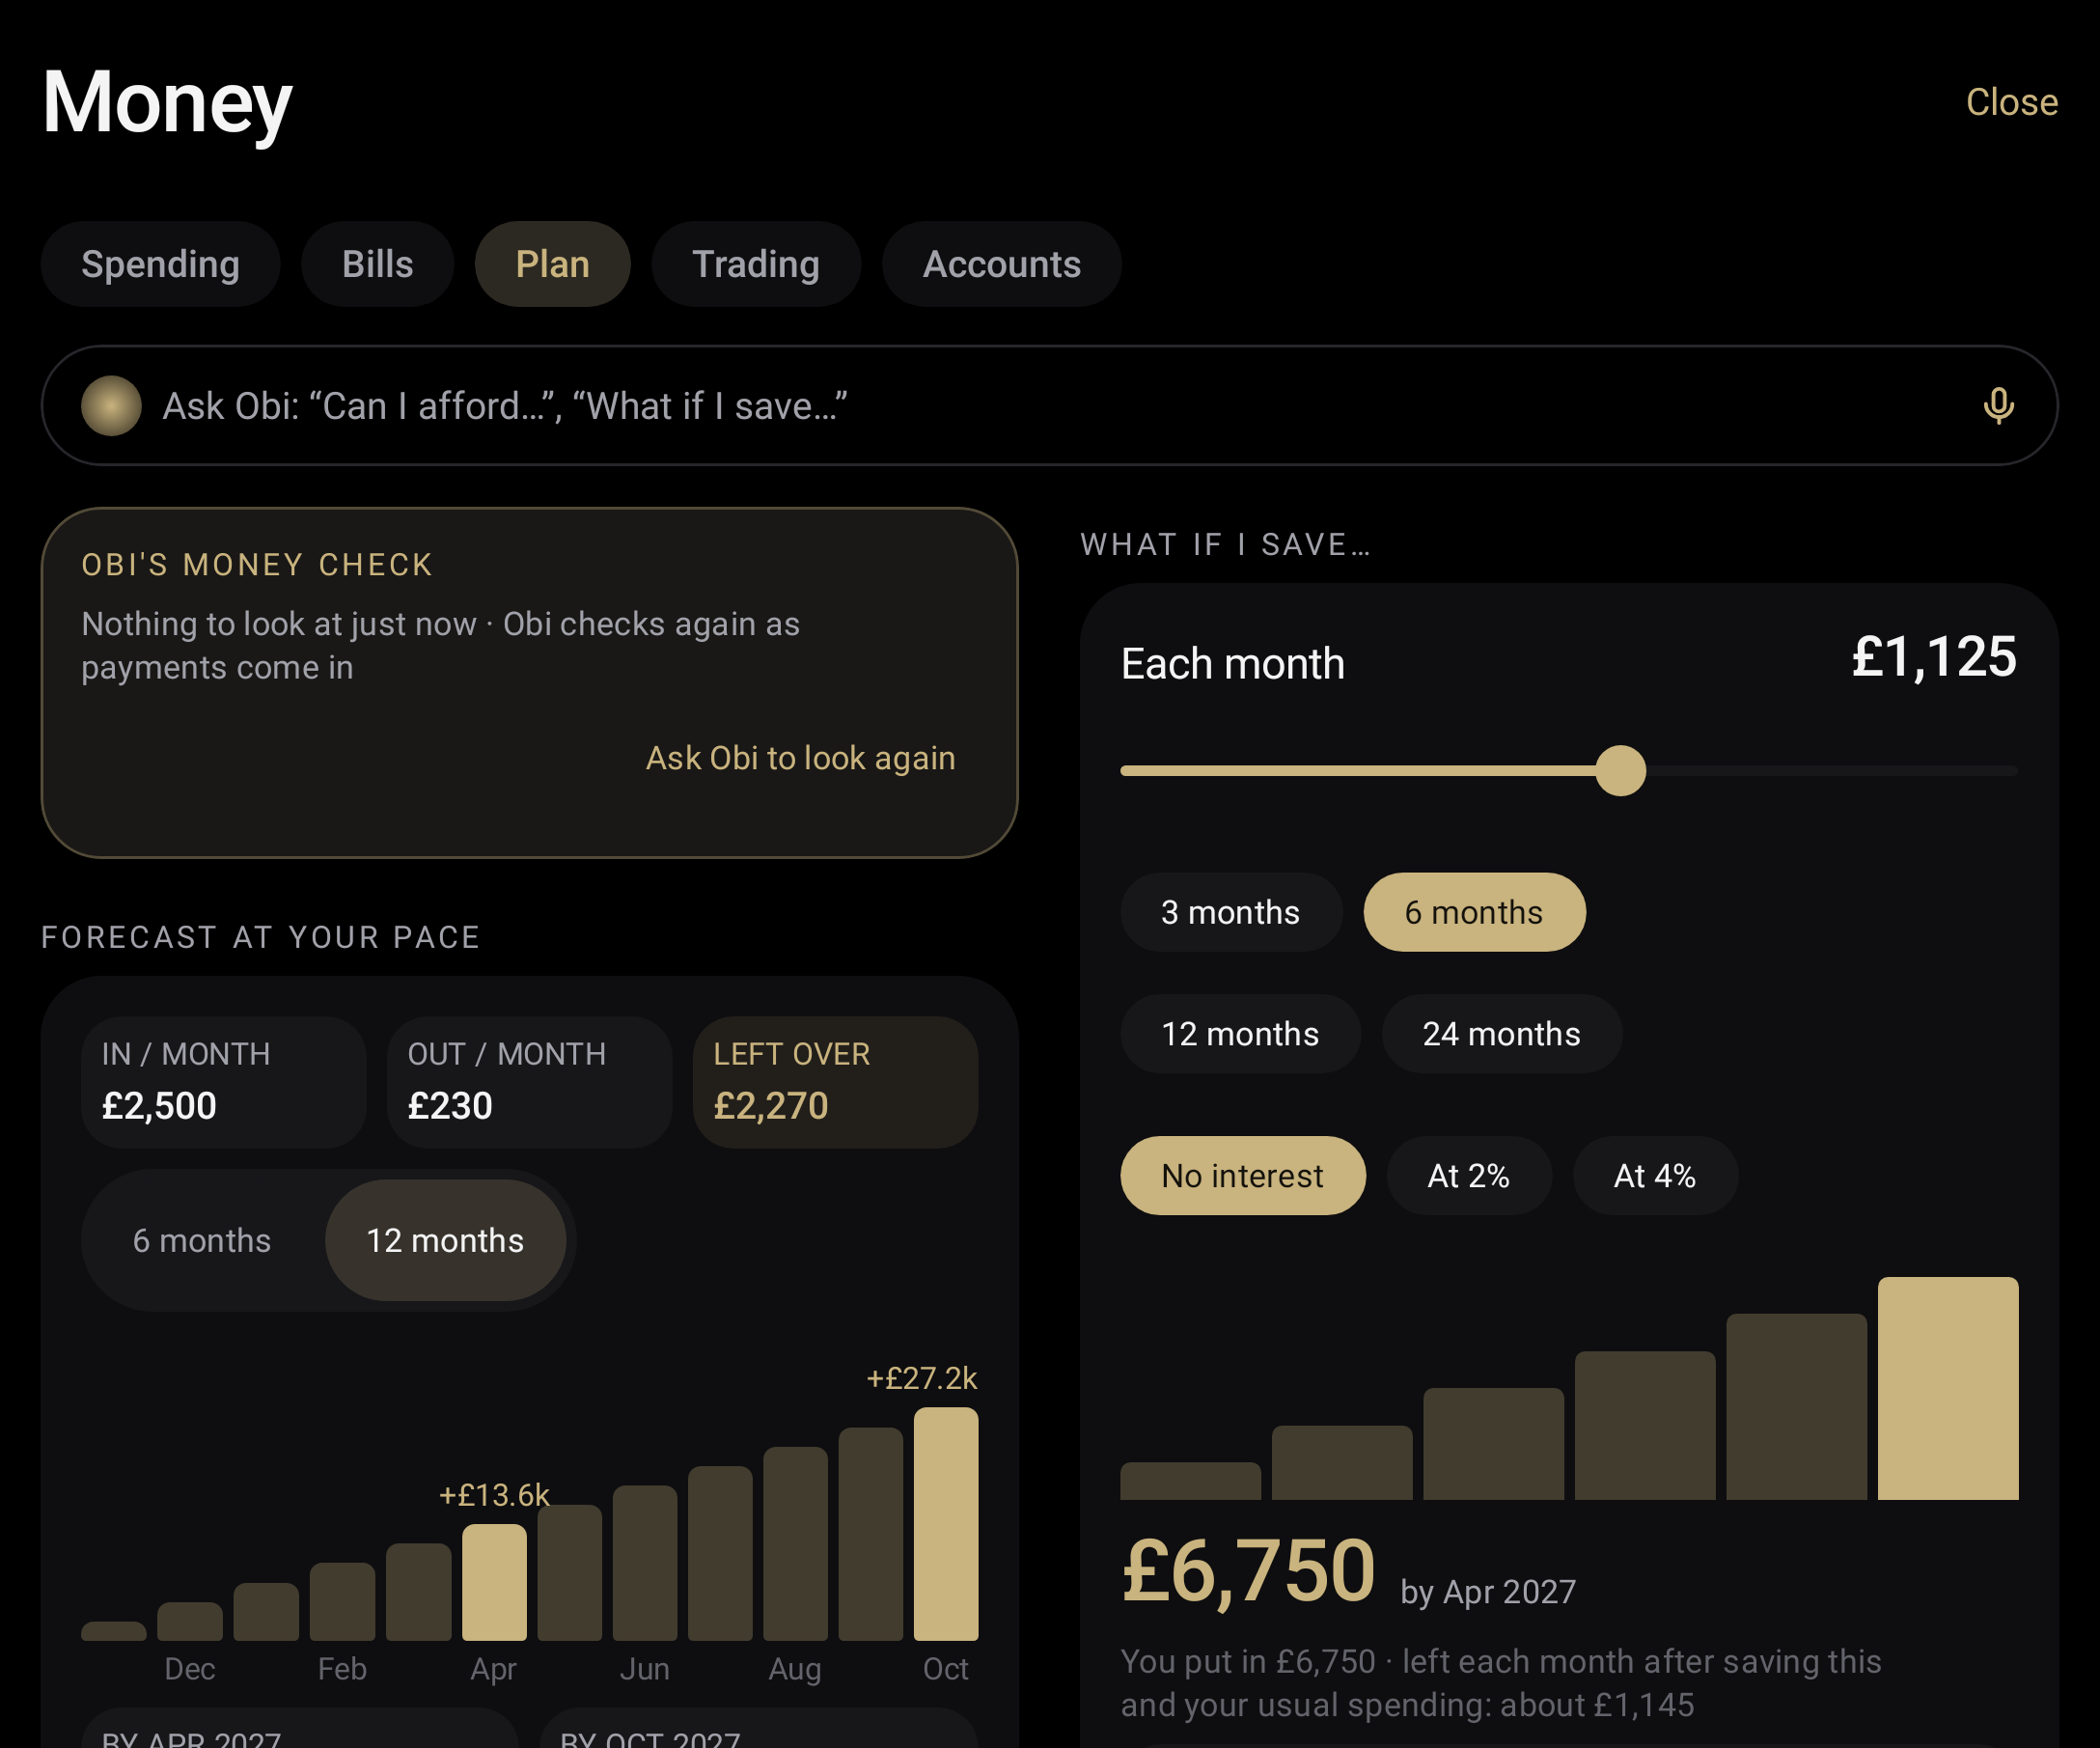 Money
Close
Spending
Bills
Plan
Trading
Accounts
Ask Obi: “Can I afford…”, “What if I save…”
OBI'S MONEY CHECK
Nothing to look at just now · Obi checks again as
payments come in
Ask Obi to look again
FORECAST AT YOUR PACE
IN / MONTH
£2,500
OUT / MONTH
£230
LEFT OVER
£2,270
6 months
12 months
+£27.2k
+£13.6k
Dec
Feb
Apr
Jun
Aug
Oct
BY APR 2027
BY OCT 2027
WHAT IF I SAVE…
Each month
£1,125
3 months
6 months
12 months
24 months
No interest
At 2%
At 4%
£6,750
by Apr 2027
You put in £6,750 · left each month after saving this
and your usual spending: about £1,145